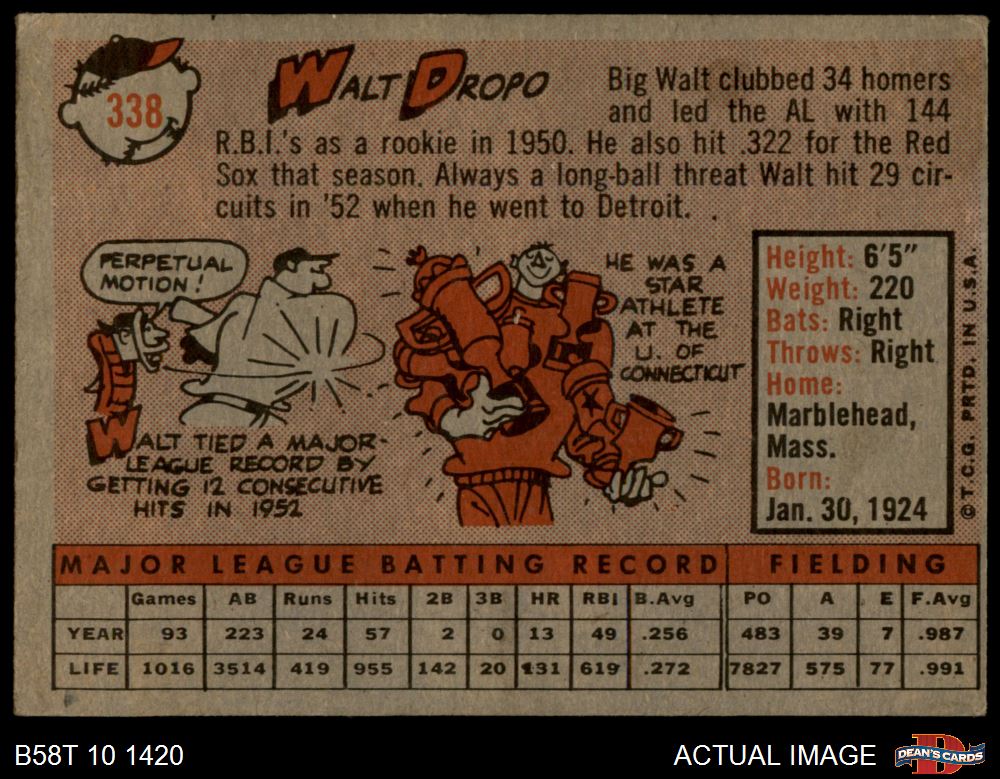 338
WALT DROPO
Big Walt clubbed 34 homers
and led the AL with 144
R.B.I.'s as a rookie in 1950. He also hit .322 for the Red
Sox that season. Always a long-ball threat Walt hit 29 cir-
cuits in '52 when he went to Detroit.
PERPETUAL
MOTION!
WALT TIED A MAJOR-
LEAGUE RECORD BY
GETTING 12 CONSECUTIVE
HITS IN 1952
HE WAS A
STAR
ATHLETE
AT THE
U. OF
CONNECTICUT
Height: 6'5"
Weight: 220
Bats: Right
Throws: Right
Home:
Marblehead,
Mass.
Born:
Jan. 30, 1924
©T.C.G. PRTD. IN U.S.A.
MAJOR LEAGUE BATTING RECORD FIELDING
Games AB Runs Hits 2B 3B HR RBI B.Avg PO A E F.Avg
YEAR 93 223 24 57 2 0 13 49 .256 483 39 7 .987
LIFE 1016 3514 419 955 142 20 131 619 .272 7827 575 77 .991
B58T 10 1420
ACTUAL IMAGE
D
DEAN'S CARDS